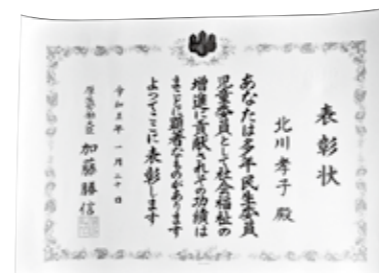 表彰状
北川孝子殿
あなたは多年民生委員
児童委員として社会福祉の
増進に貢献されその功績は
まことに顕著なものがあります
よってここに表彰します
令和三年一月二十日
厚生労働大臣 加藤勝信